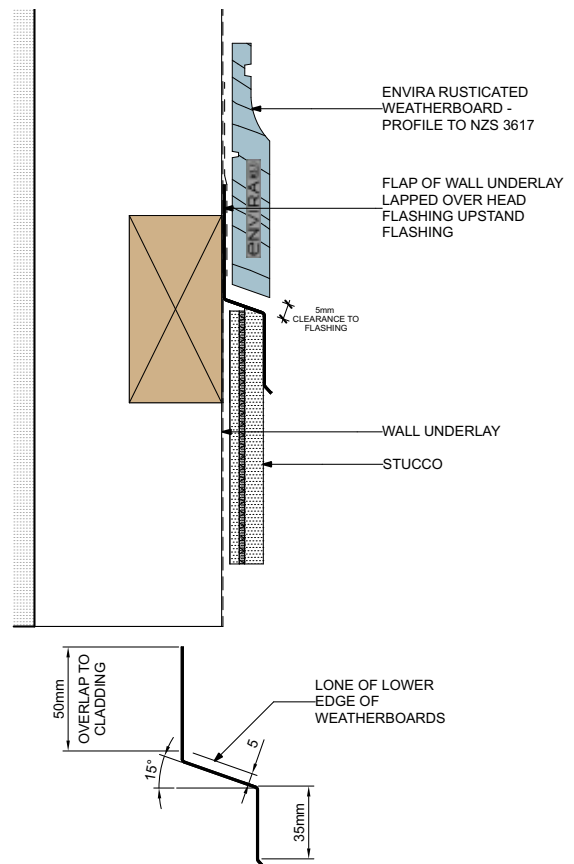 ENVIRA RUSTICATED
WEATHERBOARD -
PROFILE TO NZS 3617
FLAP OF WALL UNDERLAY
LAPPED OVER HEAD
FLASHING UPSTAND
FLASHING
ENVIRA
5mm
CLEARANCE TO
FLASHING
WALL UNDERLAY
STUCCO
50mm
OVERLAP TO
CLADDING
LONE OF LOWER
EDGE OF
WEATHERBOARDS
5
15°
35mm